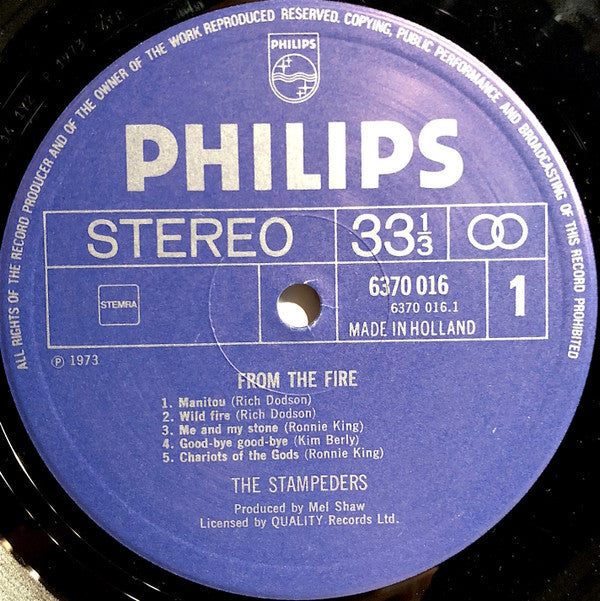 ALL RIGHTS OF THE RECORD PRODUCER AND OF THE OWNER OF THE WORK REPRODUCED RESERVED. COPYING, PUBLIC PERFORMANCE AND BROADCASTING OF THIS RECORD PROHIBITED
PHILIPS
PHILIPS
STEREO 33 1/3
6370 016
STEMRA 6370 016.1 1
MADE IN HOLLAND
℗ 1973
FROM THE FIRE
1. Manitou (Rich Dodson)
2. Wild fire (Rich Dodson)
3. Me and my stone (Ronnie King)
4. Good-bye good-bye (Kim Berly)
5. Chariots of the Gods (Ronnie King)
THE STAMPEDERS
Produced by Mel Shaw
Licensed by QUALITY Records Ltd.